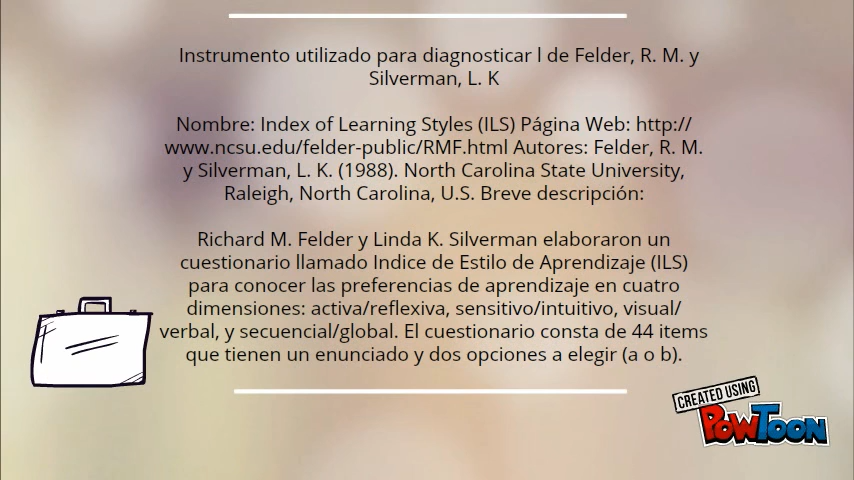 Instrumento utilizado para diagnosticar l de Felder, R. M. y
Silverman, L. K
Nombre: Index of Learning Styles (ILS) Página Web: http://
www.ncsu.edu/felder-public/RMF.html Autores: Felder, R. M.
y Silverman, L. K. (1988). North Carolina State University,
Raleigh, North Carolina, U.S. Breve descripción:
Richard M. Felder y Linda K. Silverman elaboraron un
cuestionario llamado Indice de Estilo de Aprendizaje (ILS)
para conocer las preferencias de aprendizaje en cuatro
dimensiones: activa/reflexiva, sensitivo/intuitivo, visual/
verbal, y secuencial/global. El cuestionario consta de 44 items
que tienen un enunciado y dos opciones a elegir (a o b).
CREATED USING
POWTOON